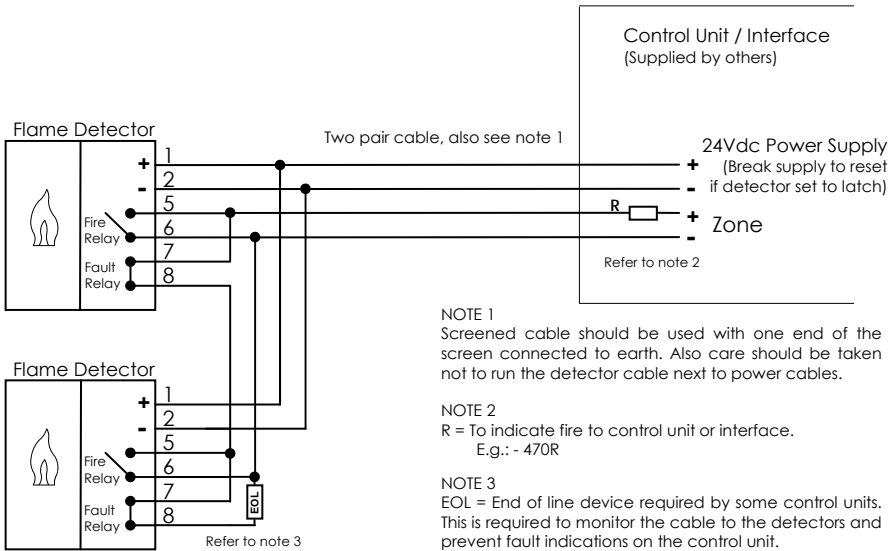 Control Unit / Interface
(Supplied by others)
Flame Detector
Two pair cable, also see note 1
1
+
2
-
5
6
7
8
Fire
Relay
Fault
Relay
+
-
24Vdc Power Supply
(Break supply to reset
if detector set to latch)
R
+
-
Zone
Refer to note 2
Flame Detector
1
+
2
-
5
6
7
8
Fire
Relay
Fault
Relay
EOL
Refer to note 3
NOTE 1
Screened cable should be used with one end of the
screen connected to earth. Also care should be taken
not to run the detector cable next to power cables.
NOTE 2
R = To indicate fire to control unit or interface.
E.g.: - 470R
NOTE 3
EOL = End of line device required by some control units.
This is required to monitor the cable to the detectors and
prevent fault indications on the control unit.